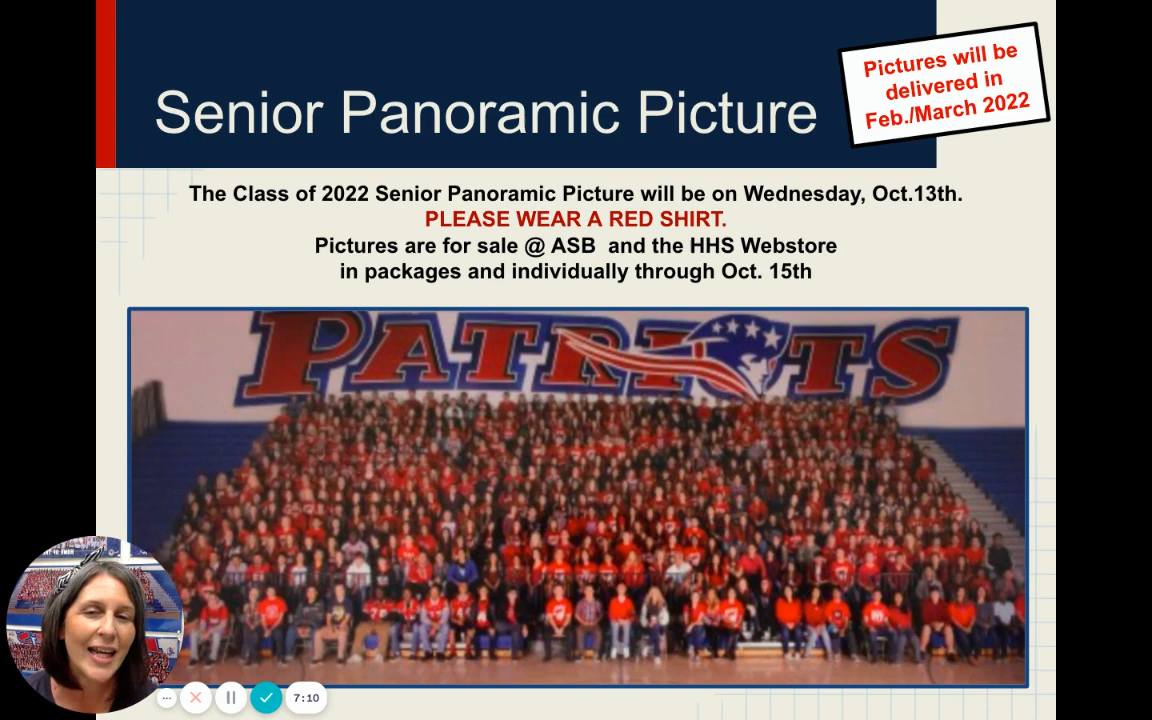 Pictures will be
delivered in
Feb./March 2022
Senior Panoramic Picture
The Class of 2022 Senior Panoramic Picture will be on Wednesday, Oct.13th.
PLEASE WEAR A RED SHIRT.
Pictures are for sale @ ASB and the HHS Webstore
in packages and individually through Oct. 15th
PATRIOTS
7:10